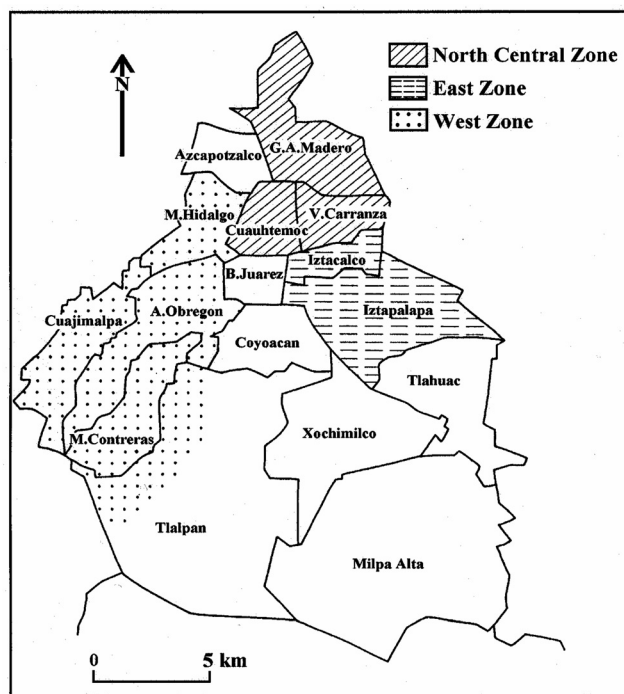 N
North Central Zone
East Zone
West Zone
Azcapotzalco
G.A.Madero
M.Hidalgo
Cuauhtemoc
V.Carranza
Iztacalco
B.Juarez
Cuajimalpa
A.Obregon
Iztapalapa
Coyoacan
Tlahuac
M.Contreras
Xochimilco
Tlalpan
Milpa Alta
0
5 km